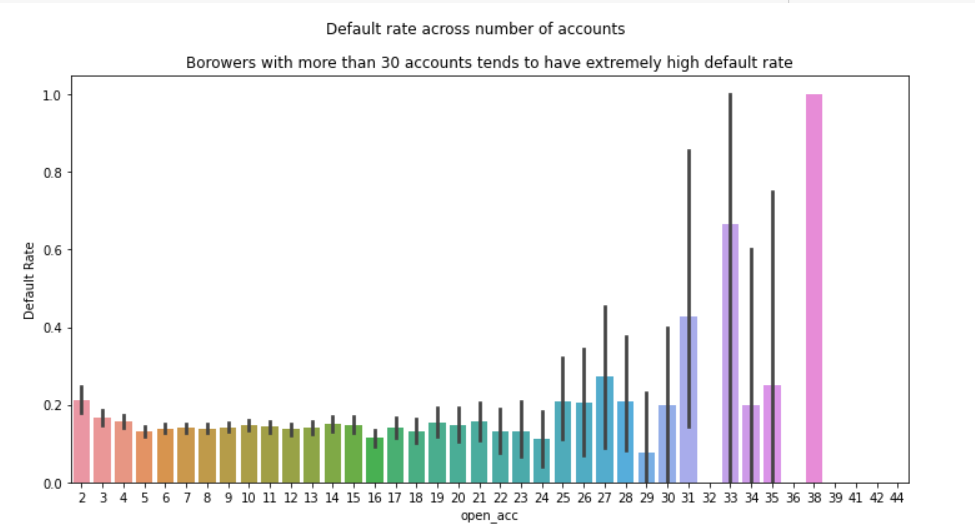 Default rate across number of accounts
Borowers with more than 30 accounts tends to have extremely high default rate
1.0
0.8
0.6
0.4
0.2
0.0
Default Rate
2 3 4 5 6 7 8 9 10 11 12 13 14 15 16 17 18 19 20 21 22 23 24 25 26 27 28 29 30 31 32 33 34 35 36 38 39 41 42 44
open_acc